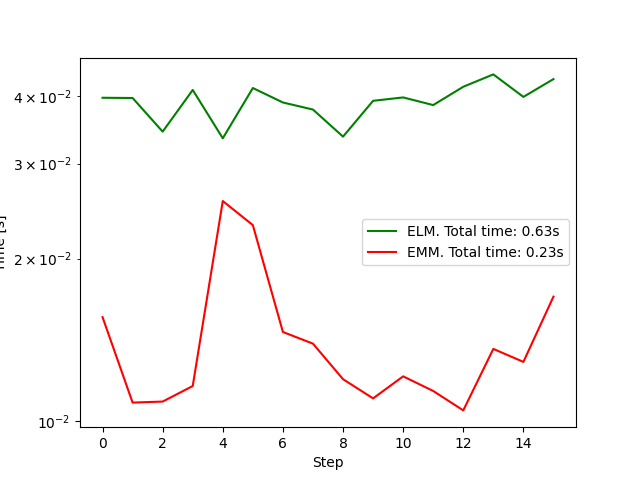 4 × 10⁻²
3 × 10⁻²
2 × 10⁻²
10⁻²
ELM. Total time: 0.63s
EMM. Total time: 0.23s
0 2 4 6 8 10 12 14
Step